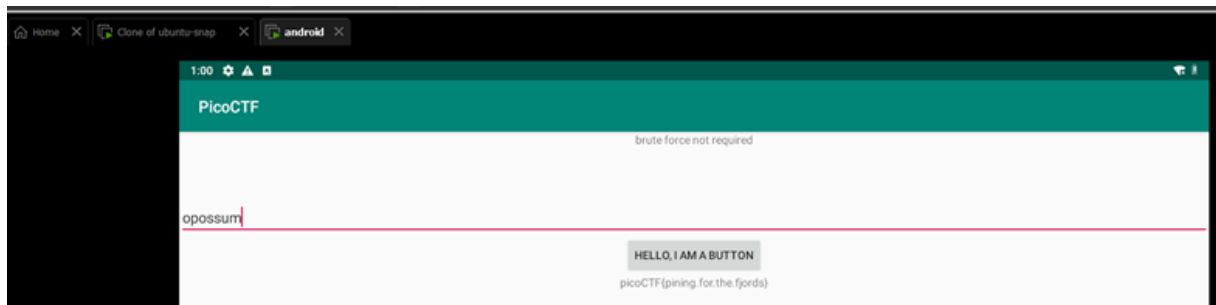 Home Clone of ubuntu-snap android
1:00
PicoCTF
brute force not required
opossum
HELLO, I AM A BUTTON
picoCTF{pining.for.the.fjords}